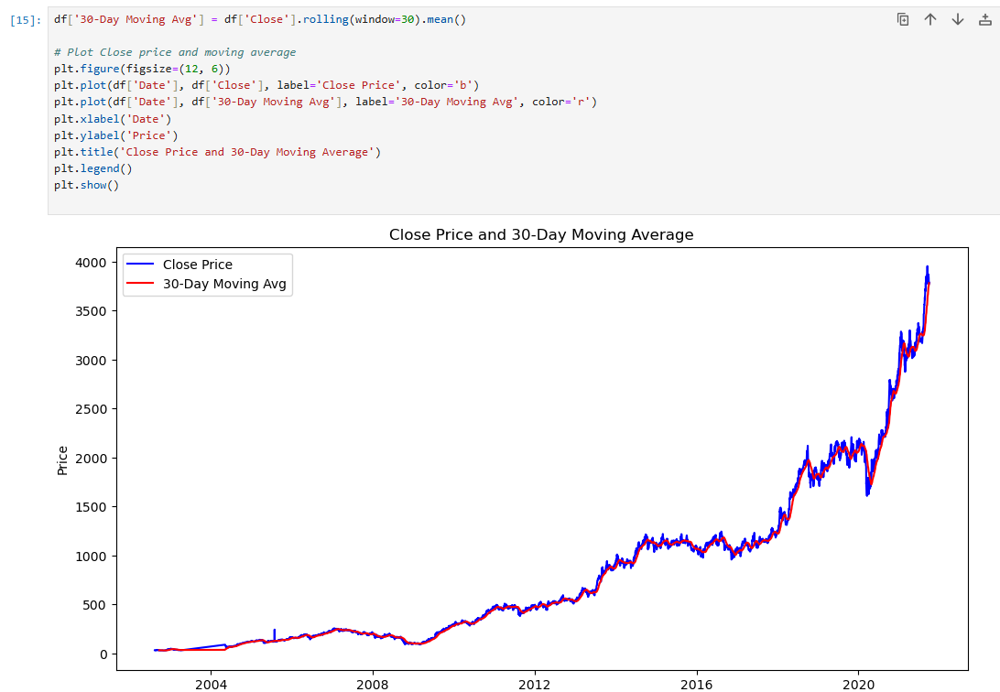 [15]: df['30-Day Moving Avg'] = df['Close'].rolling(window=30).mean()
# Plot Close price and moving average
plt.figure(figsize=(12, 6))
plt.plot(df['Date'], df['Close'], label='Close Price', color='b')
plt.plot(df['Date'], df['30-Day Moving Avg'], label='30-Day Moving Avg', color='r')
plt.xlabel('Date')
plt.ylabel('Price')
plt.title('Close Price and 30-Day Moving Average')
plt.legend()
plt.show()
Close Price and 30-Day Moving Average
Close Price
30-Day Moving Avg
4000
3500
3000
2500
2000
1500
1000
500
0
Price
2004 2008 2012 2016 2020